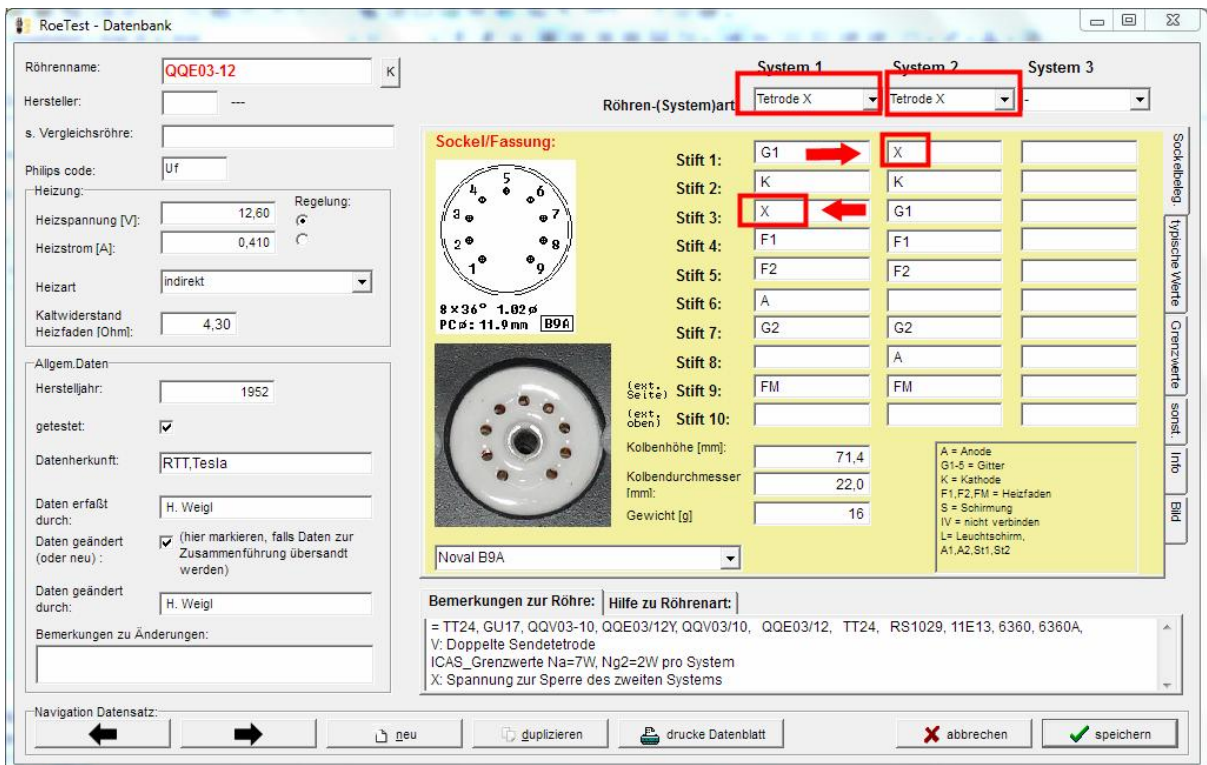 RoeTest - Datenbank
Röhrenname:
QQE03-12
K
Hersteller:
---
s. Vergleichsröhre:
Philips code:
Uf
Heizung:
Heizspannung [V]:
12,60
Regelung:
Heizstrom [A]:
0,410
Heizart
indirekt
Kaltwiderstand
Heizfaden [Ohm]:
4,30
Allgem.Daten
Herstelljahr:
1952
getestet:
Datenherkunft:
RTT,Tesla
Daten erfaßt
durch:
H. Weigl
Daten geändert
(oder neu) :
(hier markieren, falls Daten zur
Zusammenführung übersandt
werden)
Daten geändert
durch:
H. Weigl
Bemerkungen zu Änderungen:
System 1
System 2
System 3
Röhren-(System)art
Tetrode X
Tetrode X
-
Sockel/Fassung:
1
2
3
4
5
6
7
8
9
8×36° 1.02ø
PCø: 11.9mm B9A
Stift 1: G1 X
Stift 2: K K
Stift 3: X G1
Stift 4: F1 F1
Stift 5: F2 F2
Stift 6: A
Stift 7: G2 G2
Stift 8: A
(ext. Seite) Stift 9: FM FM
(ext; oben) Stift 10:
Kolbenhöhe [mm]:
71,4
Kolbendurchmesser
[mm]:
22,0
Gewicht [g]
16
A = Anode
G1-5 = Gitter
K = Kathode
F1,F2,FM = Heizfaden
S = Schirmung
IV = nicht verbinden
L= Leuchtschirm,
A1,A2,St1,St2
Noval B9A
Sockelbeleg.
typische Werte
Grenzwerte
sonst.
Info
Bild
Bemerkungen zur Röhre:
Hilfe zu Röhrenart:
= TT24, GU17, QQV03-10, QQE03/12Y, QQV03/10, QQE03/12, TT24, RS1029, 11E13, 6360, 6360A,
V: Doppelte Sendetetrode
ICAS_Grenzwerte Na=7W, Ng2=2W pro System
X: Spannung zur Sperre des zweiten Systems
Navigation Datensatz:
neu
duplizieren
drucke Datenblatt
abbrechen
speichern